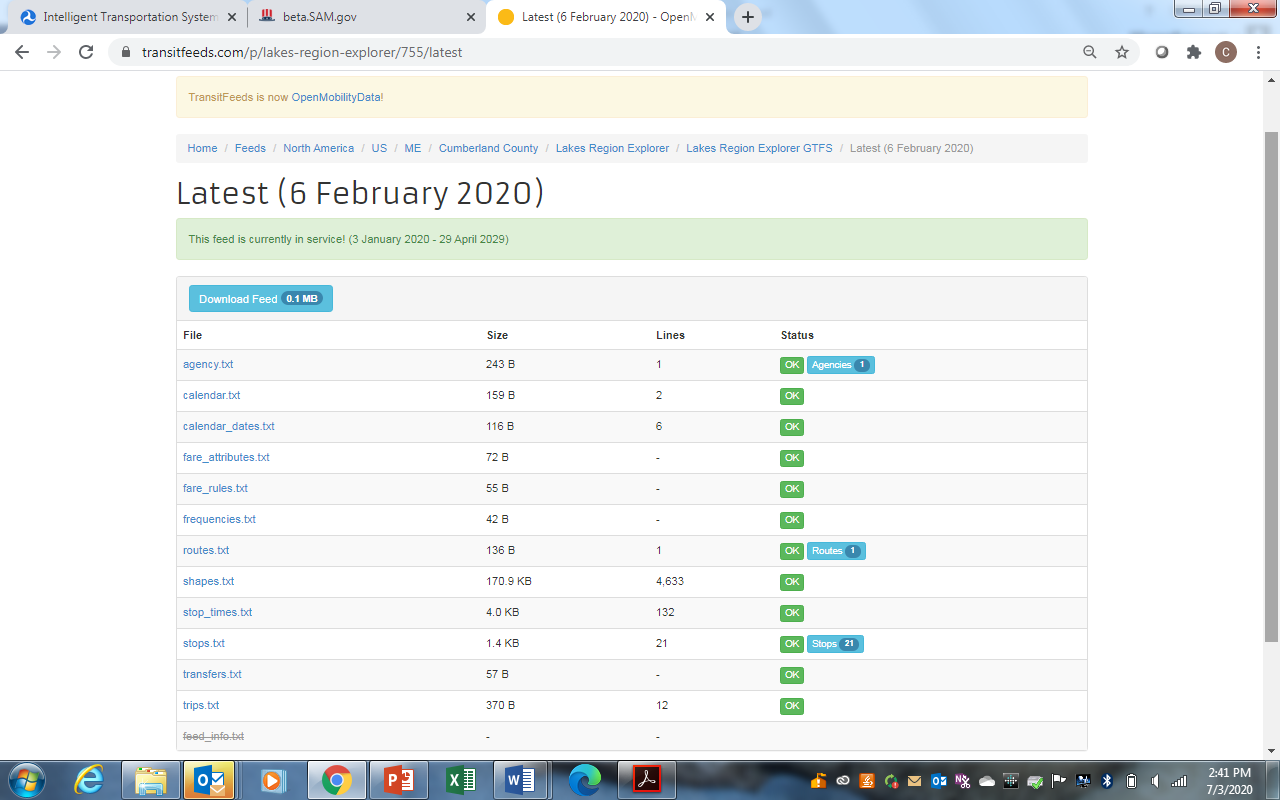 Intelligent Transportation System
beta.SAM.gov
Latest (6 February 2020) - OpenM
transitfeeds.com/p/lakes-region-explorer/755/latest
C
TransitFeeds is now OpenMobilityData!
Home / Feeds / North America / US / ME / Cumberland County / Lakes Region Explorer / Lakes Region Explorer GTFS / Latest (6 February 2020)
Latest (6 February 2020)
This feed is currently in service! (3 January 2020 - 29 April 2029)
Download Feed 0.1 MB
File Size Lines Status
agency.txt 243 B 1 OK Agencies 1
calendar.txt 159 B 2 OK
calendar_dates.txt 116 B 6 OK
fare_attributes.txt 72 B - OK
fare_rules.txt 55 B - OK
frequencies.txt 42 B - OK
routes.txt 136 B 1 OK Routes 1
shapes.txt 170.9 KB 4,633 OK
stop_times.txt 4.0 KB 132 OK
stops.txt 1.4 KB 21 OK Stops 21
transfers.txt 57 B - OK
trips.txt 370 B 12 OK
feed_info.txt - -
2:41 PM
7/3/2020